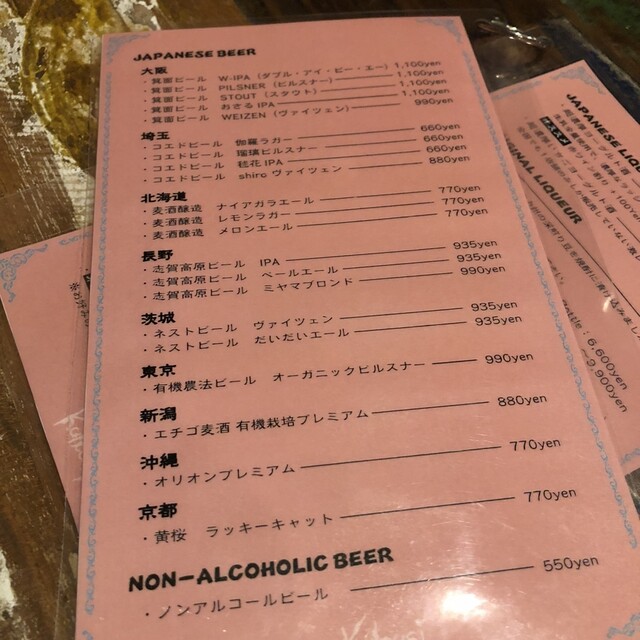 JAPANESE BEER
大阪
・箕面ビール　W-IPA（ダブル・アイ・ピー・エー） 1,100yen
・箕面ビール　PILSNER（ピルスナー） 1,100yen
・箕面ビール　STOUT（スタウト） 1,100yen
・箕面ビール　おさるIPA 990yen
・箕面ビール　WEIZEN（ヴァイツェン）
埼玉
・コエドビール　伽羅ラガー 660yen
・コエドビール　瑠璃ピルスナー 660yen
・コエドビール　毬花IPA 660yen
・コエドビール　shiro ヴァイツェン 880yen
北海道
・麦酒醸造　ナイアガラエール 770yen
・麦酒醸造　レモンラガー 770yen
・麦酒醸造　メロンエール 770yen
長野
・志賀高原ビール　IPA 935yen
・志賀高原ビール　ペールエール 935yen
・志賀高原ビール　ミヤマブロンド 990yen
茨城
・ネストビール　ヴァイツェン 935yen
・ネストビール　だいだいエール 935yen
東京
・有機農法ビール　オーガニックピルスナー 990yen
新潟
・エチゴ麦酒 有機栽培プレミアム 880yen
沖縄
・オリオンプレミアム 770yen
京都
・黄桜　ラッキーキャット 770yen
NON-ALCOHOLIC BEER
・ノンアルコールビール 550yen
JAPANESE LIQU
GINAL LIQUEUR
6,600yen
9,900yen